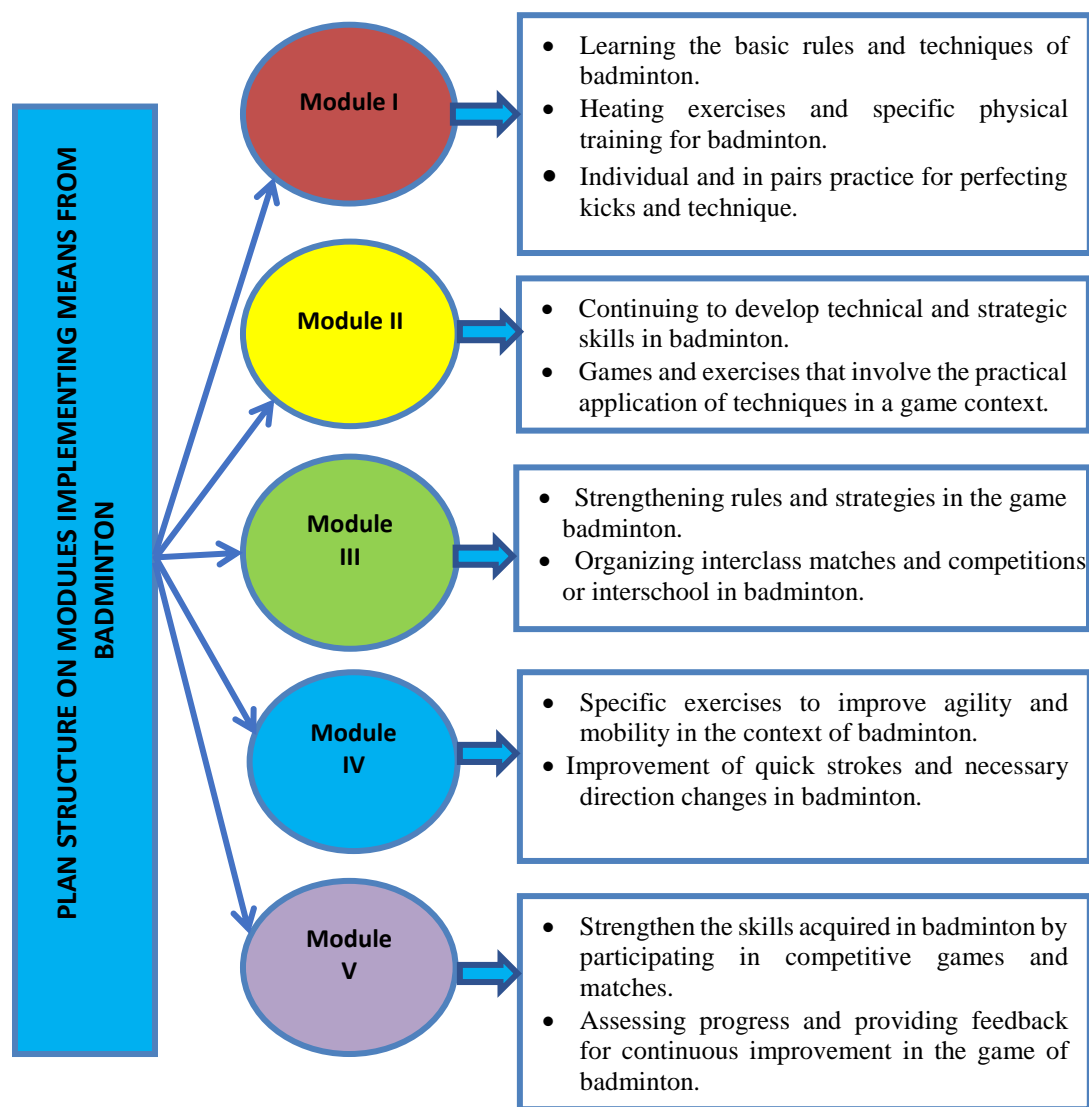 PLAN STRUCTURE ON MODULES IMPLEMENTING MEANS FROM
BADMINTON
Module I
• Learning the basic rules and techniques of
badminton.
• Heating exercises and specific physical
training for badminton.
• Individual and in pairs practice for perfecting
kicks and technique.
Module II
• Continuing to develop technical and strategic
skills in badminton.
• Games and exercises that involve the practical
application of techniques in a game context.
Module
III
• Strengthening rules and strategies in the game
badminton.
• Organizing interclass matches and competitions
or interschool in badminton.
Module
IV
• Specific exercises to improve agility and
mobility in the context of badminton.
• Improvement of quick strokes and necessary
direction changes in badminton.
Module
V
• Strengthen the skills acquired in badminton by
participating in competitive games and
matches.
• Assessing progress and providing feedback
for continuous improvement in the game of
badminton.